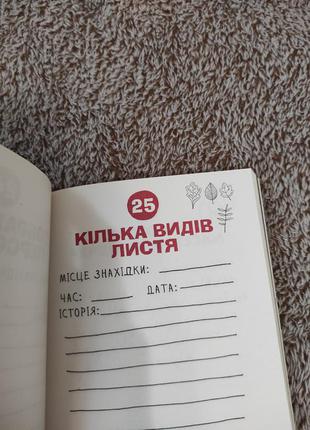 25
КІЛЬКА ВИДІВ
ЛИСТЯ
МІСЦЕ ЗНАХІДКИ:
ЧАС: ДАТА:
ІСТОРІЯ: